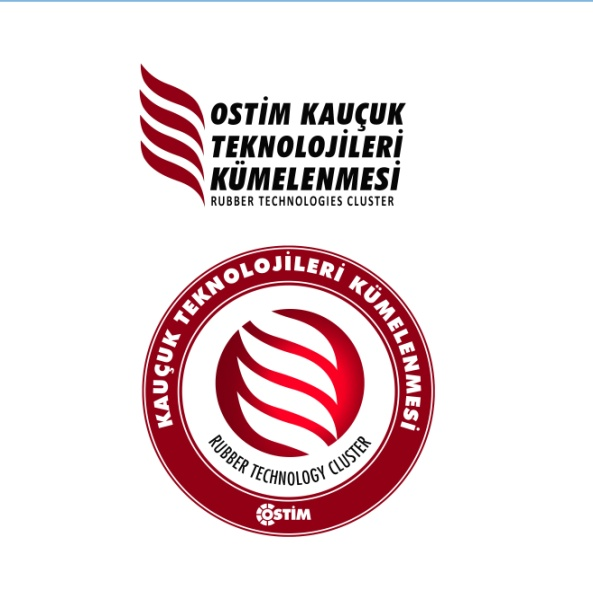 OSTİM KAUÇUK
TEKNOLOJİLERİ
KÜMELENMESİ
RUBBER TECHNOLOGIES CLUSTER
KAUÇUK TEKNOLOJİLERİ KÜMELENMESİ
RUBBER TECHNOLOGY CLUSTER
OSTİM